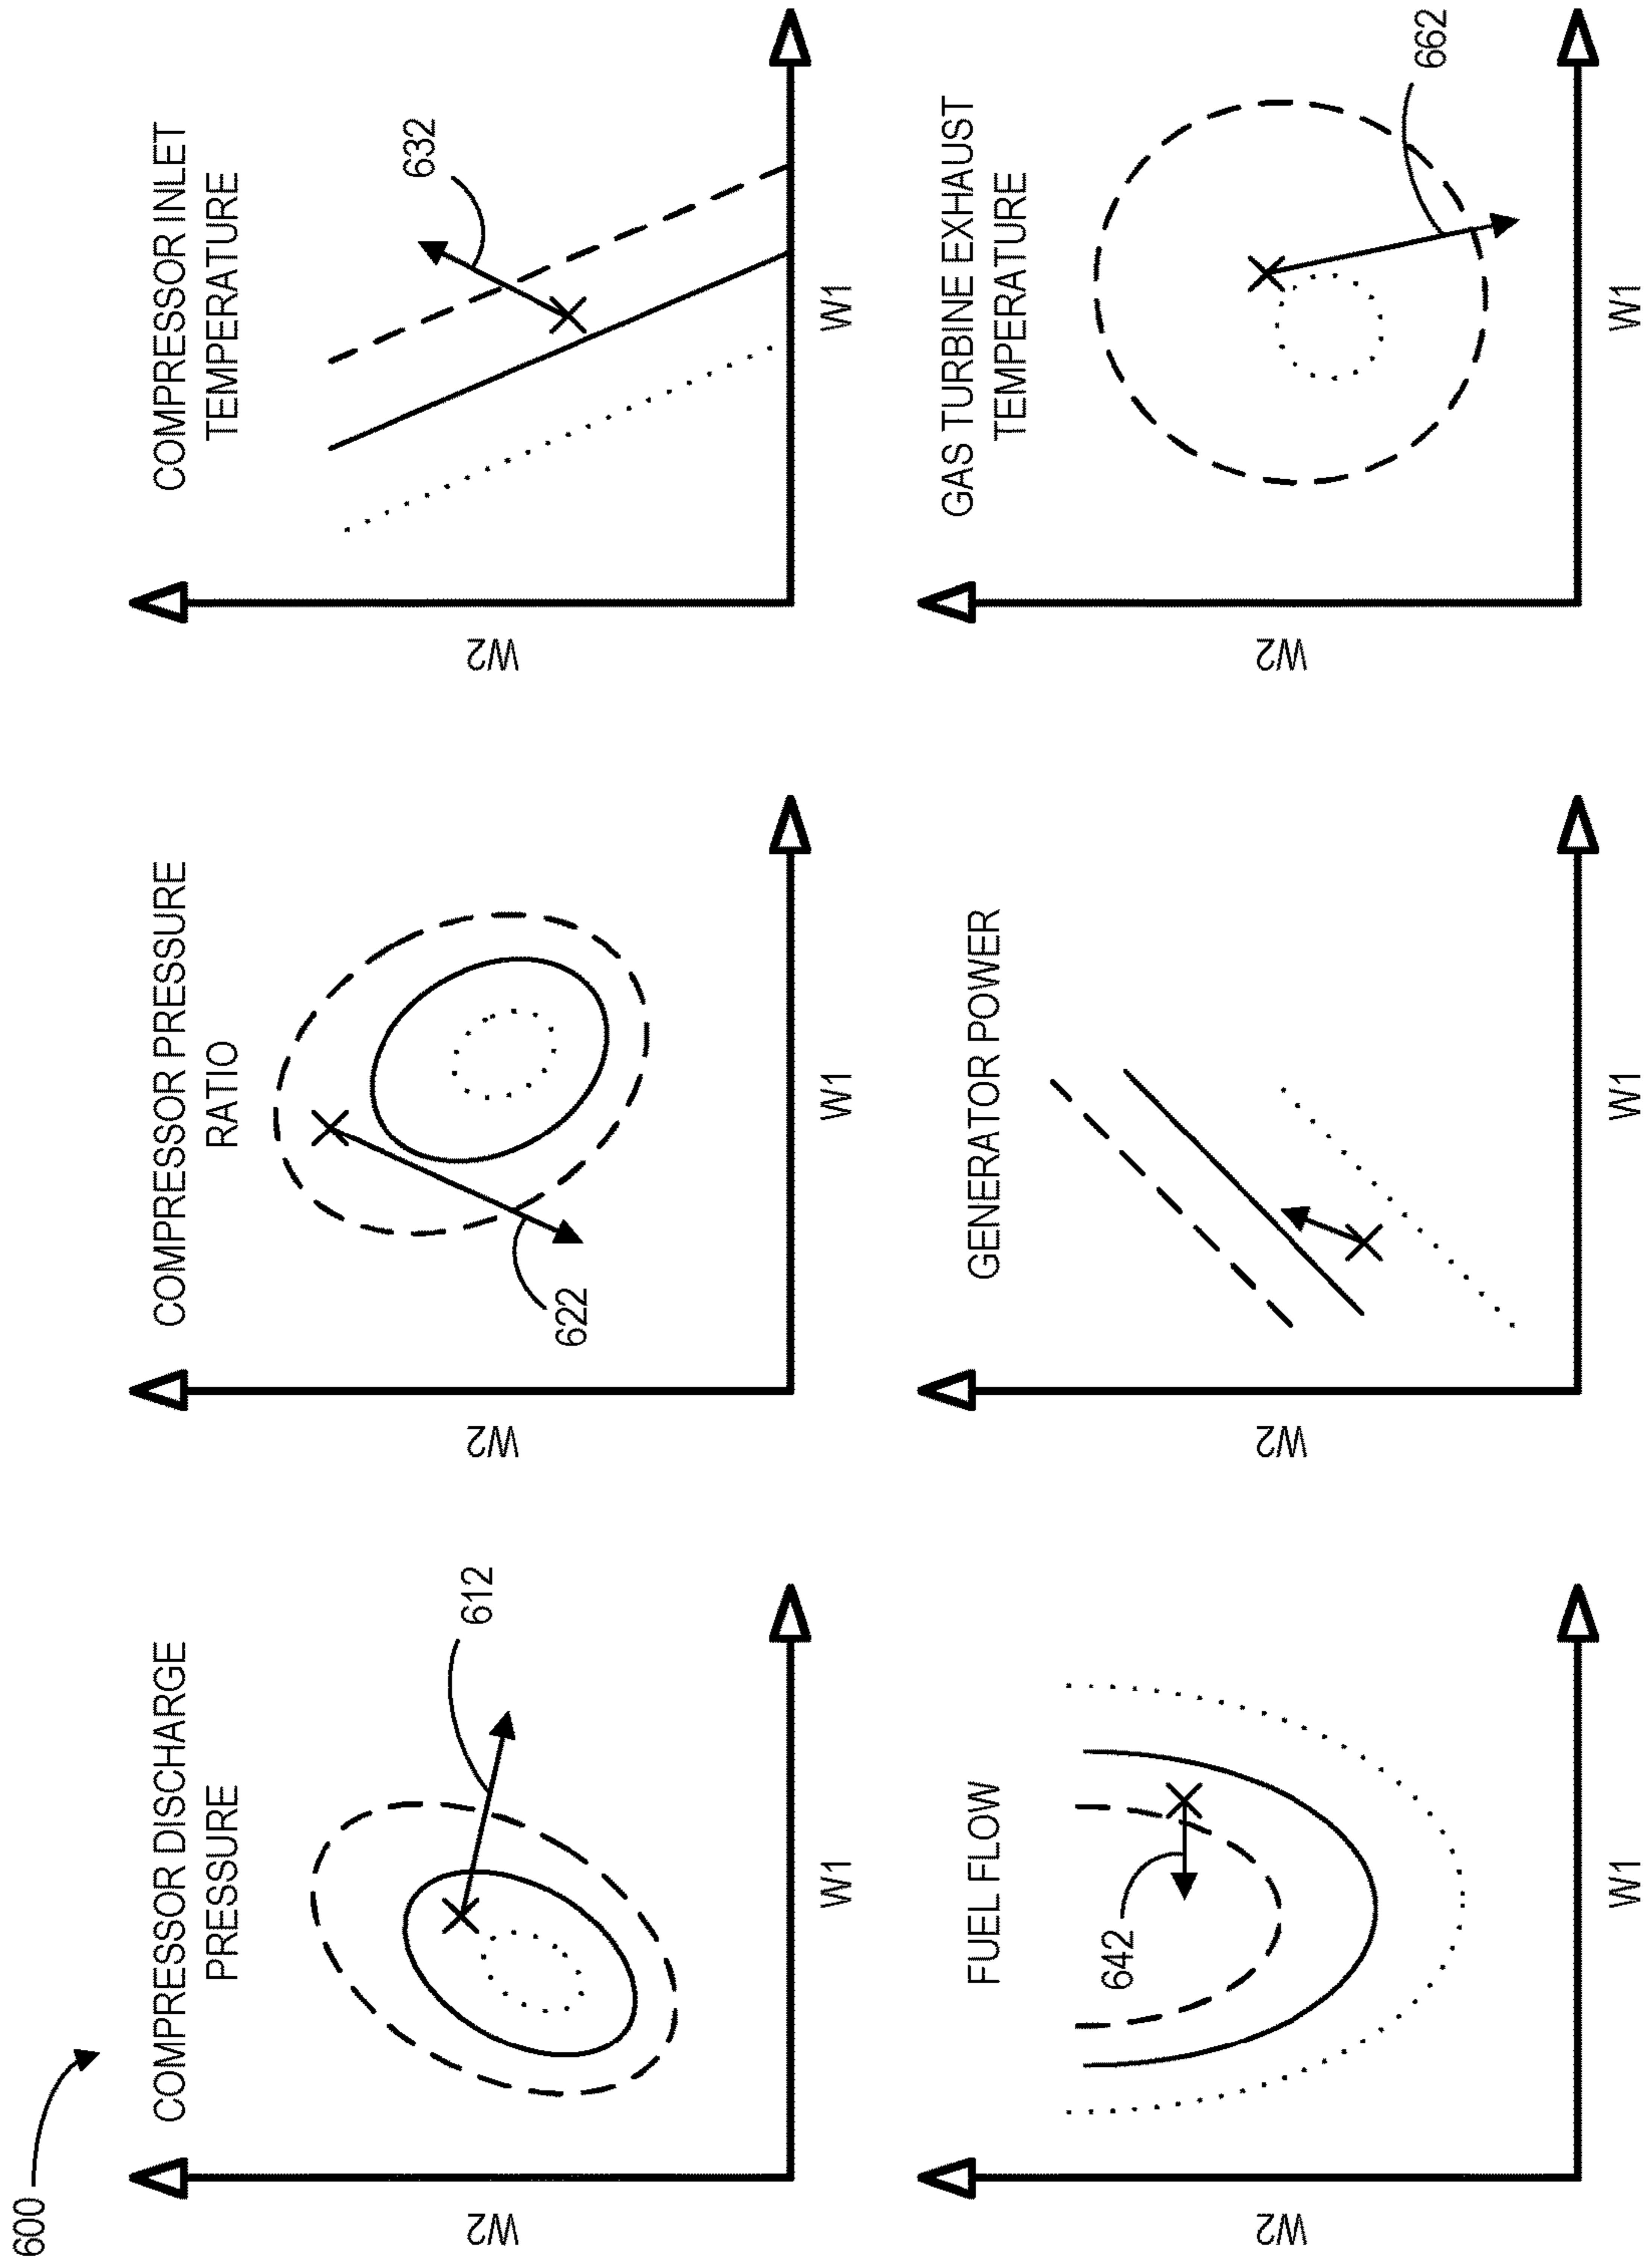 600
COMPRESSOR DISCHARGE
PRESSURE
612
W2
W1
COMPRESSOR PRESSURE
RATIO
622
W2
W1
COMPRESSOR INLET
TEMPERATURE
632
W2
W1
FUEL FLOW
642
W2
W1
GENERATOR POWER
W2
W1
GAS TURBINE EXHAUST
TEMPERATURE
662
W2
W1